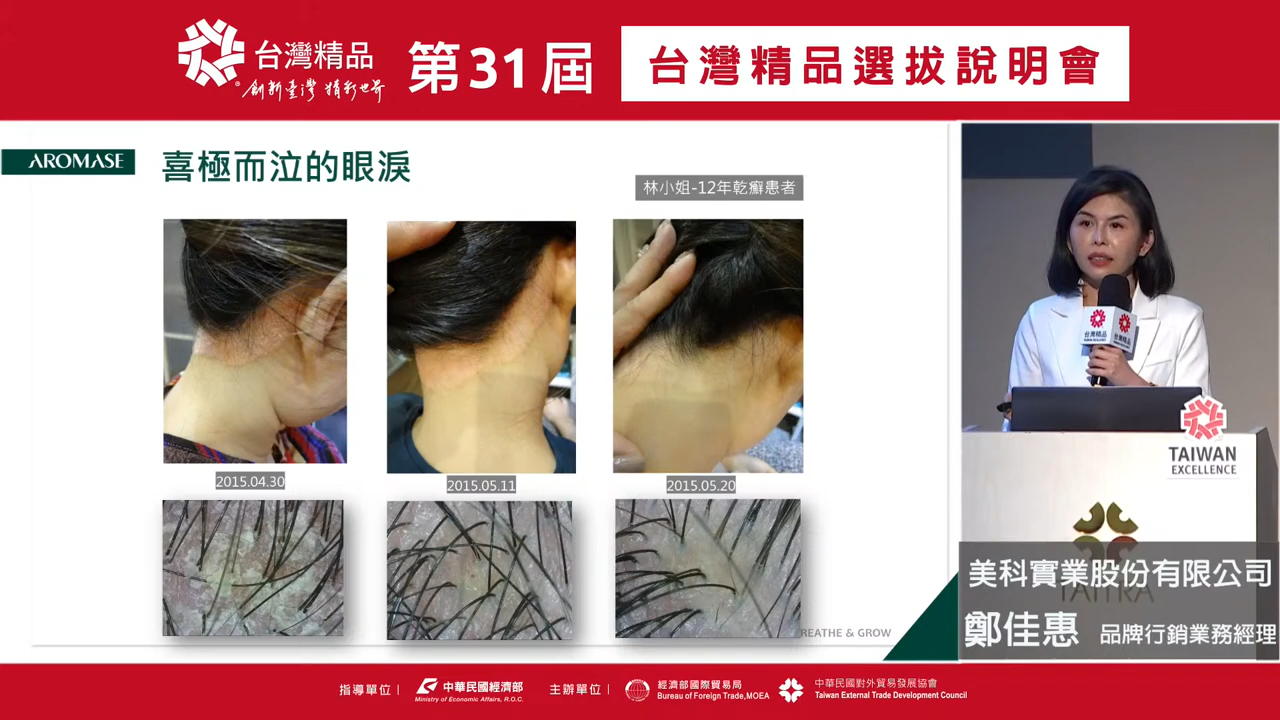 台灣精品
創新臺灣 精彩世界
第31屆
台灣精品選拔說明會
AROMASE
喜極而泣的眼淚
林小姐-12年乾癬患者
2015.04.30
2015.05.11
2015.05.20
REATHE & GROW
台灣精品
台灣精品
TAIWAN
EXCELLENCE
TAITRA
美科實業股份有限公司
鄭佳惠 品牌行銷業務經理
指導單位
中華民國經濟部
Ministry of Economic Affairs, R.O.C.
主辦單位
經濟部國際貿易局
Bureau of Foreign Trade,MOEA
中華民國對外貿易發展協會
Taiwan External Trade Development Council